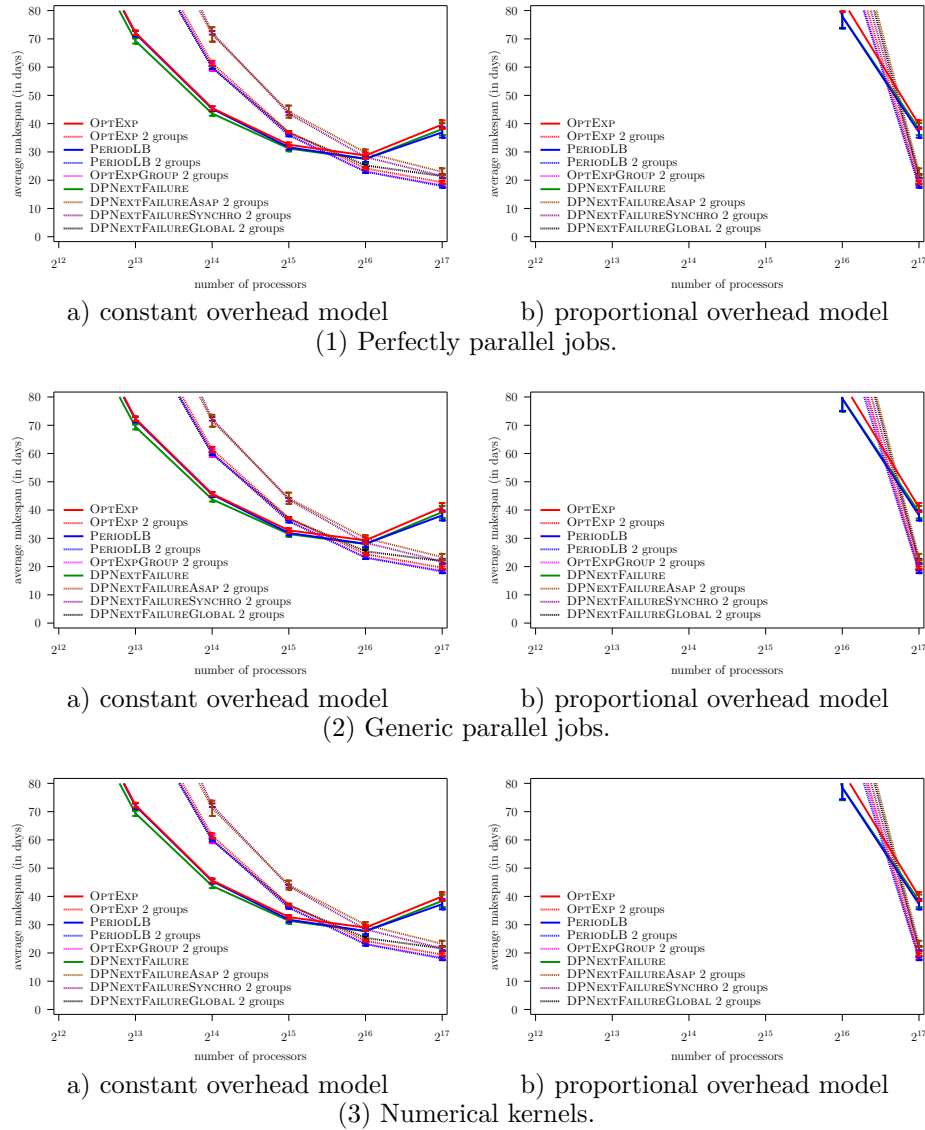 80
70
60
50
40
30
20
10
0
average makespan (in days)
OPTEXP
OPTEXP 2 groups
PERIODLB
PERIODLB 2 groups
OPTEXPGROUP 2 groups
DPNEXTFAILURE
DPNEXTFAILUREASAP 2 groups
DPNEXTFAILURESYNCHRO 2 groups
DPNEXTFAILUREGLOBAL 2 groups
2^12 2^13 2^14 2^15 2^16 2^17
number of processors
a) constant overhead model
80
70
60
50
40
30
20
10
0
average makespan (in days)
OPTEXP
OPTEXP 2 groups
PERIODLB
PERIODLB 2 groups
OPTEXPGROUP 2 groups
DPNEXTFAILURE
DPNEXTFAILUREASAP 2 groups
DPNEXTFAILURESYNCHRO 2 groups
DPNEXTFAILUREGLOBAL 2 groups
2^12 2^13 2^14 2^15 2^16 2^17
number of processors
b) proportional overhead model
(1) Perfectly parallel jobs.
80
70
60
50
40
30
20
10
0
average makespan (in days)
OPTEXP
OPTEXP 2 groups
PERIODLB
PERIODLB 2 groups
OPTEXPGROUP 2 groups
DPNEXTFAILURE
DPNEXTFAILUREASAP 2 groups
DPNEXTFAILURESYNCHRO 2 groups
DPNEXTFAILUREGLOBAL 2 groups
2^12 2^13 2^14 2^15 2^16 2^17
number of processors
a) constant overhead model
80
70
60
50
40
30
20
10
0
average makespan (in days)
OPTEXP
OPTEXP 2 groups
PERIODLB
PERIODLB 2 groups
OPTEXPGROUP 2 groups
DPNEXTFAILURE
DPNEXTFAILUREASAP 2 groups
DPNEXTFAILURESYNCHRO 2 groups
DPNEXTFAILUREGLOBAL 2 groups
2^12 2^13 2^14 2^15 2^16 2^17
number of processors
b) proportional overhead model
(2) Generic parallel jobs.
80
70
60
50
40
30
20
10
0
average makespan (in days)
OPTEXP
OPTEXP 2 groups
PERIODLB
PERIODLB 2 groups
OPTEXPGROUP 2 groups
DPNEXTFAILURE
DPNEXTFAILUREASAP 2 groups
DPNEXTFAILURESYNCHRO 2 groups
DPNEXTFAILUREGLOBAL 2 groups
2^12 2^13 2^14 2^15 2^16 2^17
number of processors
a) constant overhead model
80
70
60
50
40
30
20
10
0
average makespan (in days)
OPTEXP
OPTEXP 2 groups
PERIODLB
PERIODLB 2 groups
OPTEXPGROUP 2 groups
DPNEXTFAILURE
DPNEXTFAILUREASAP 2 groups
DPNEXTFAILURESYNCHRO 2 groups
DPNEXTFAILUREGLOBAL 2 groups
2^12 2^13 2^14 2^15 2^16 2^17
number of processors
b) proportional overhead model
(3) Numerical kernels.